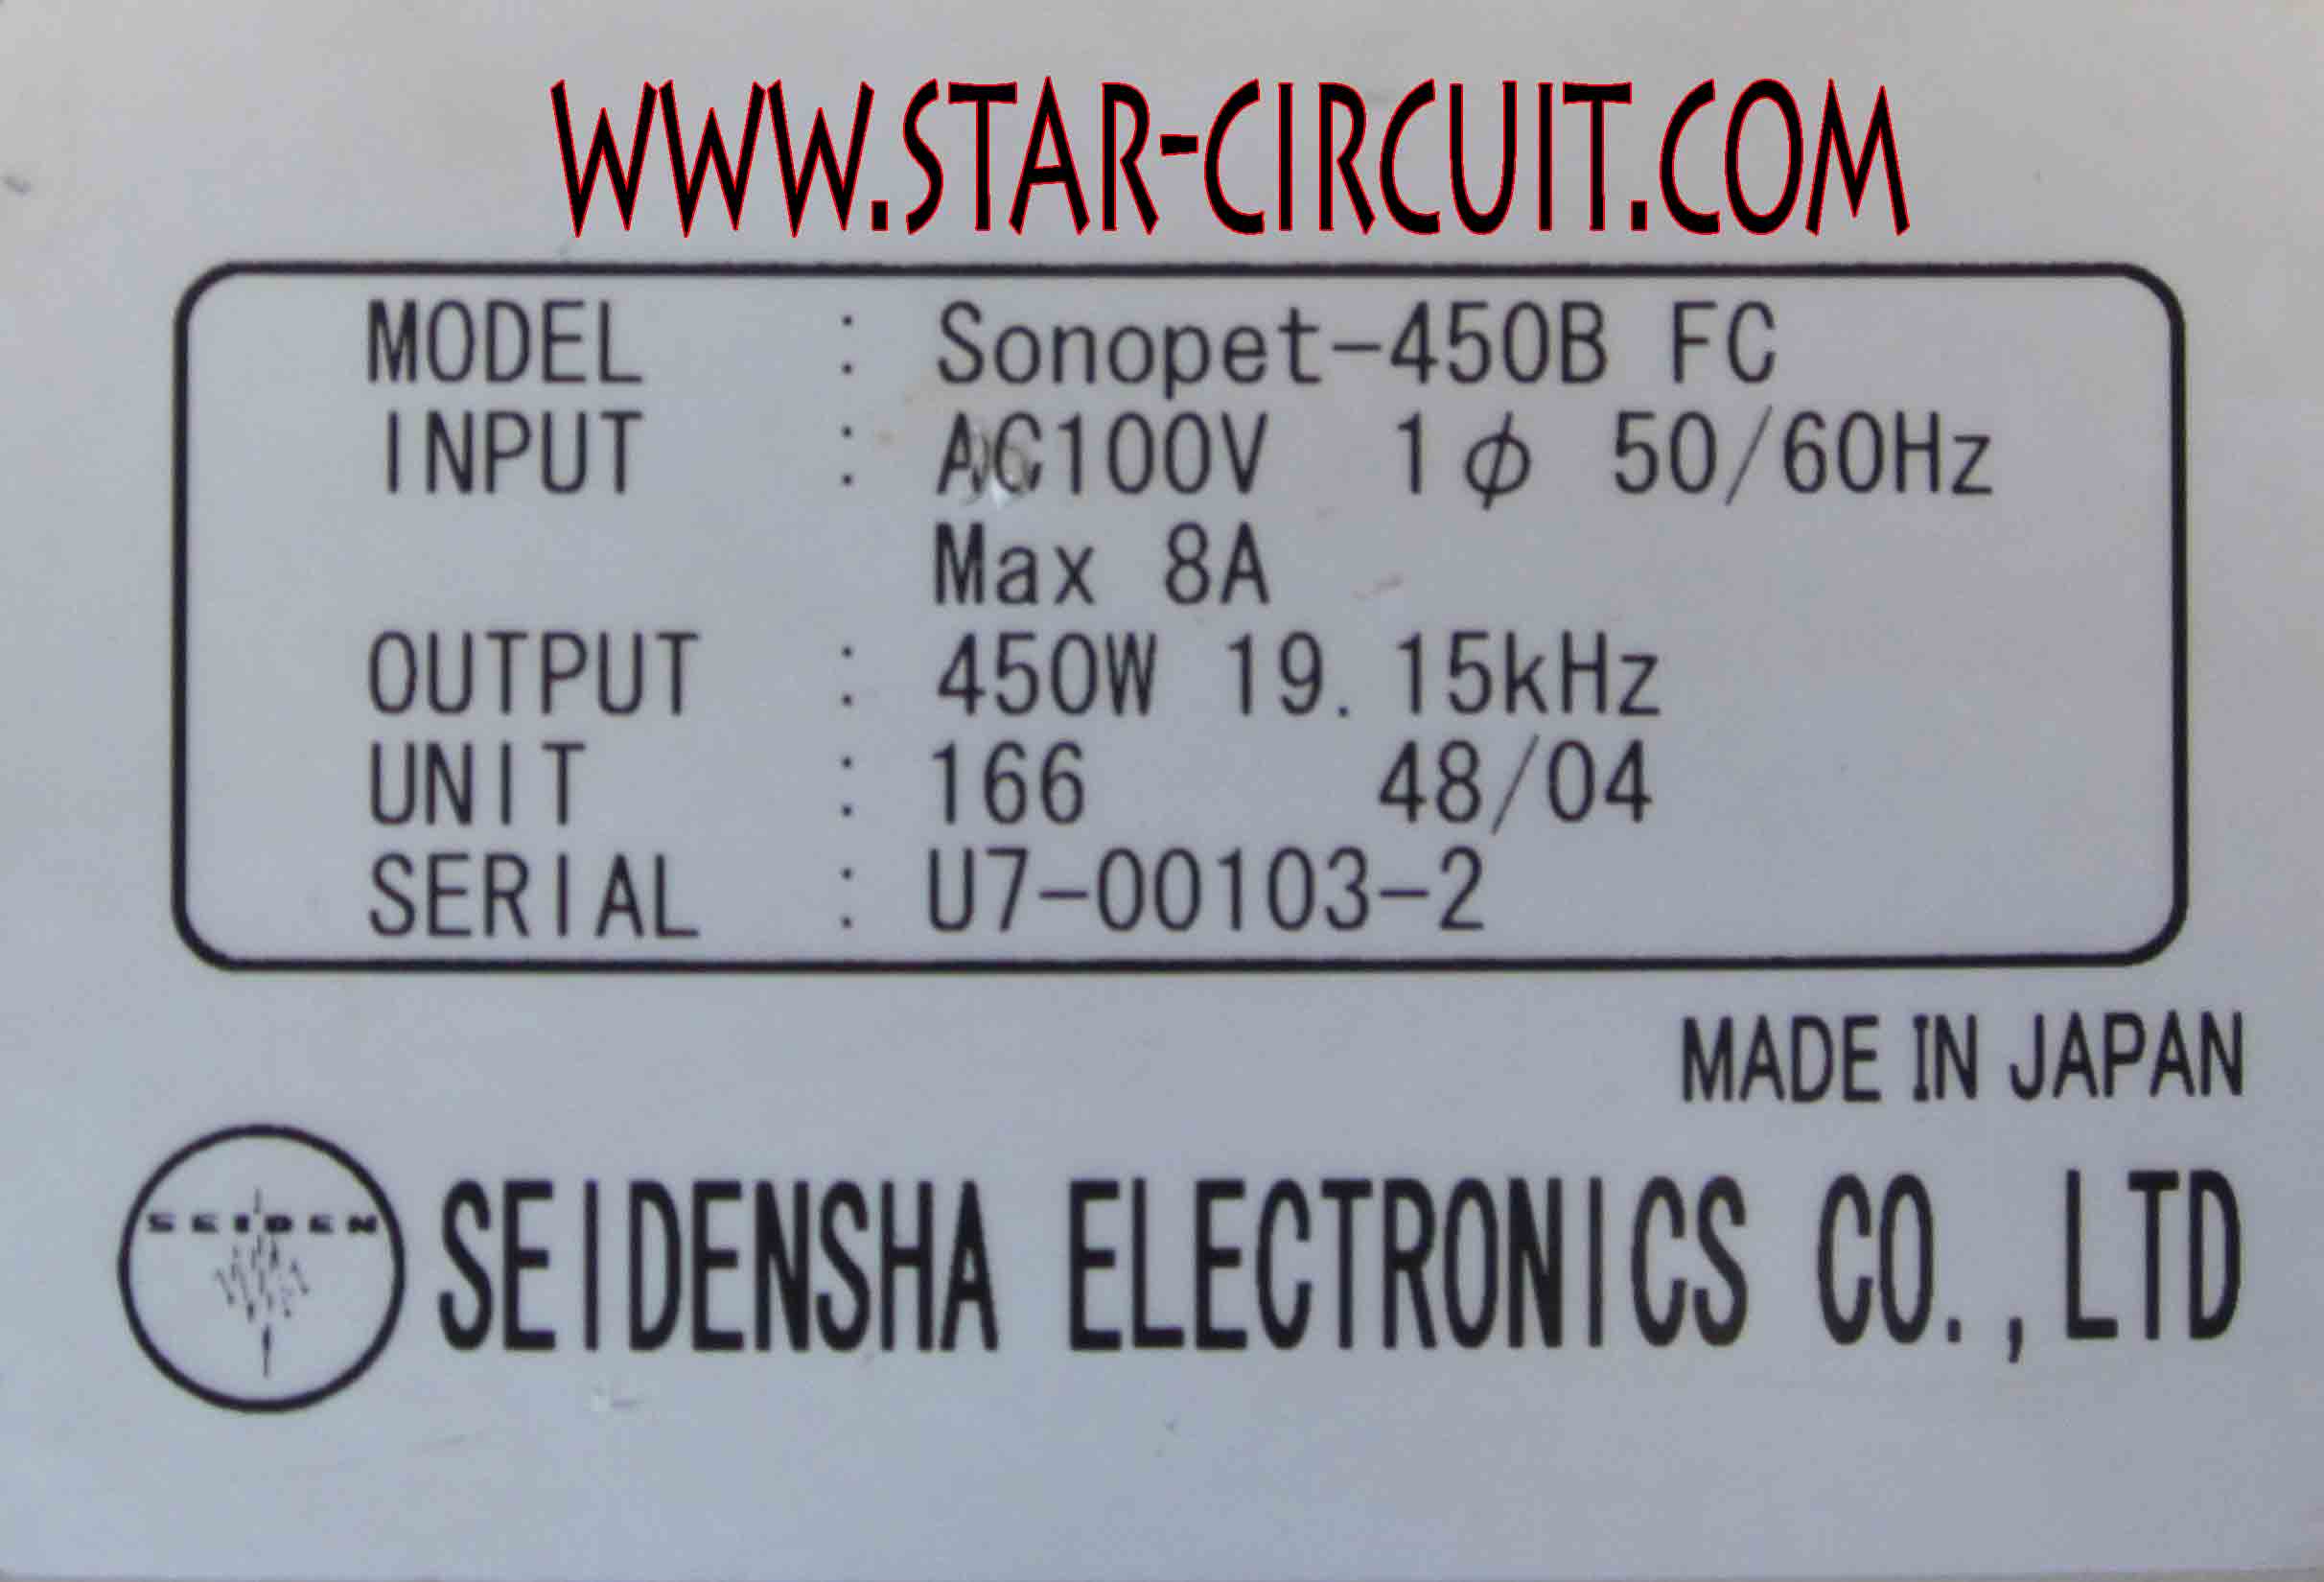 WWW.STAR-CIRCUIT.COM
MODEL : Sonopet-450B FC
INPUT : AC100V 1ϕ 50/60Hz
Max 8A
OUTPUT : 450W 19.15kHz
UNIT : 166 48/04
SERIAL : U7-00103-2
MADE IN JAPAN
SEIDEN
SEIDENSHA ELECTRONICS CO.,LTD